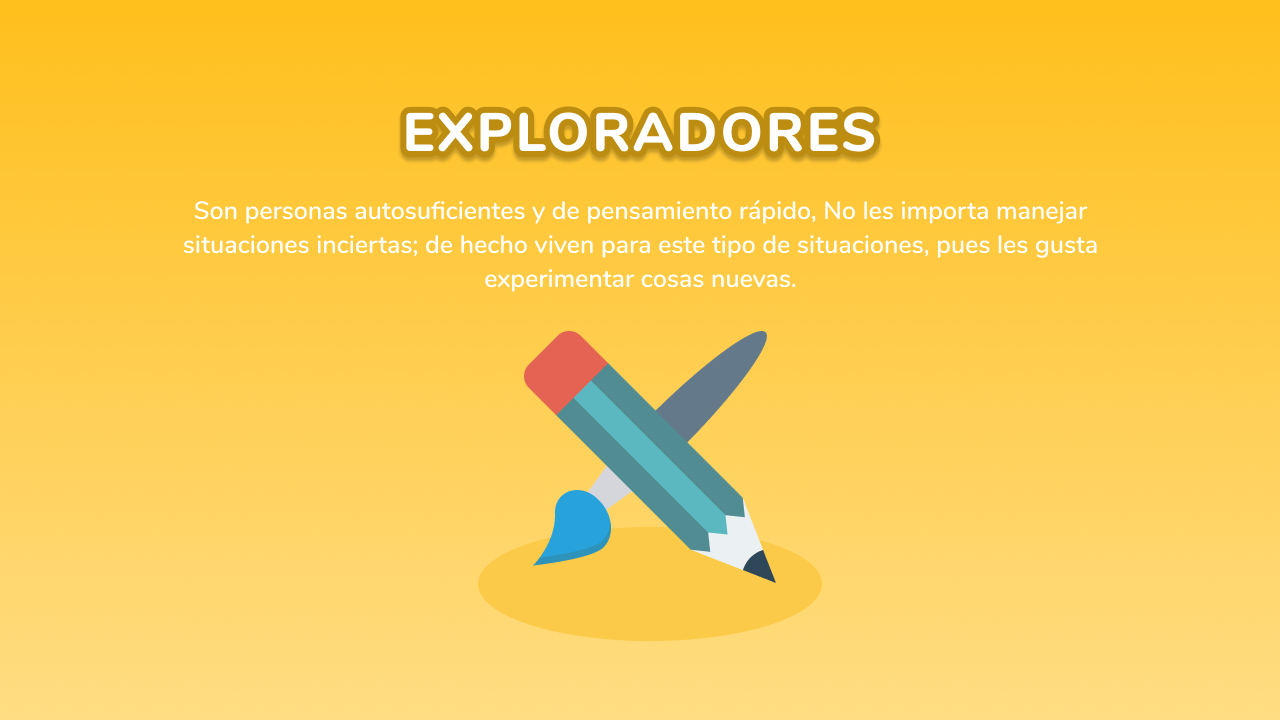 EXPLORADORES
Son personas autosuficientes y de pensamiento rápido, No les importa manejar
situaciones inciertas; de hecho viven para este tipo de situaciones, pues les gusta
experimentar cosas nuevas.